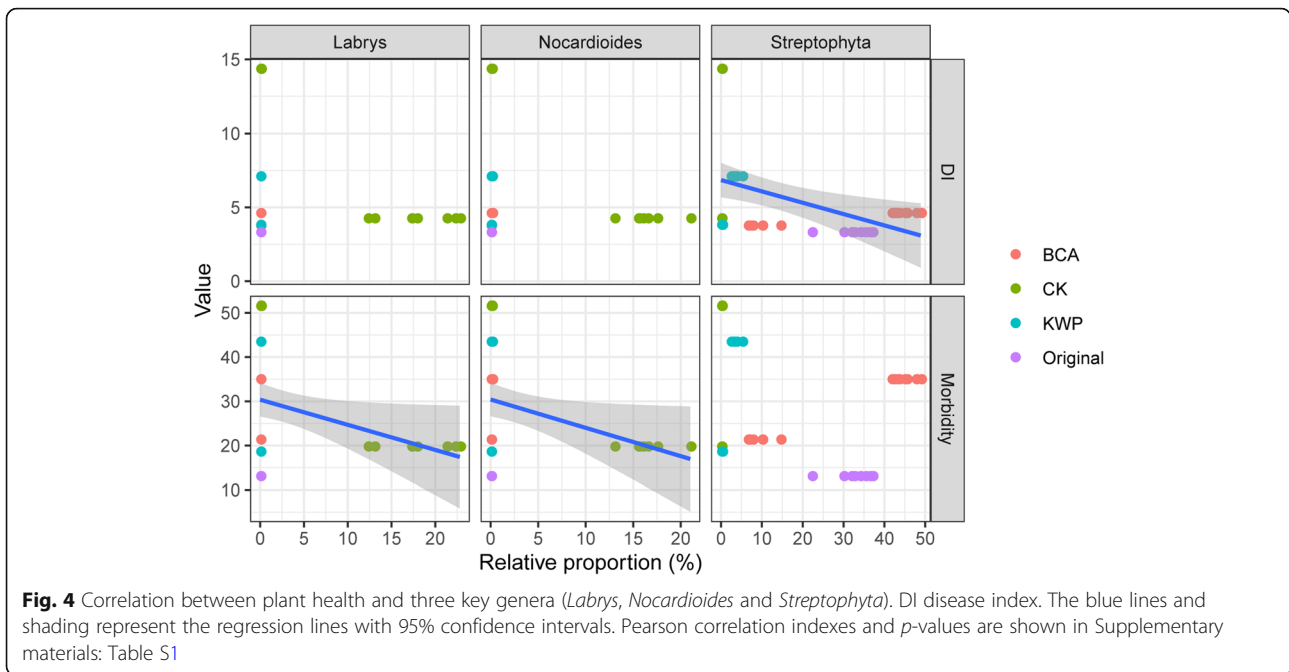 Labrys Nocardioides Streptophyta
15
10
5
0
DI
Value
50
40
30
20
10
Morbidity
0 5 10 15 20 0 5 10 15 20 0 10 20 30 40 50
Relative proportion (%)
BCA
CK
KWP
Original
Fig. 4 Correlation between plant health and three key genera (Labrys, Nocardioides and Streptophyta). DI disease index. The blue lines and
shading represent the regression lines with 95% confidence intervals. Pearson correlation indexes and p-values are shown in Supplementary
materials: Table S1